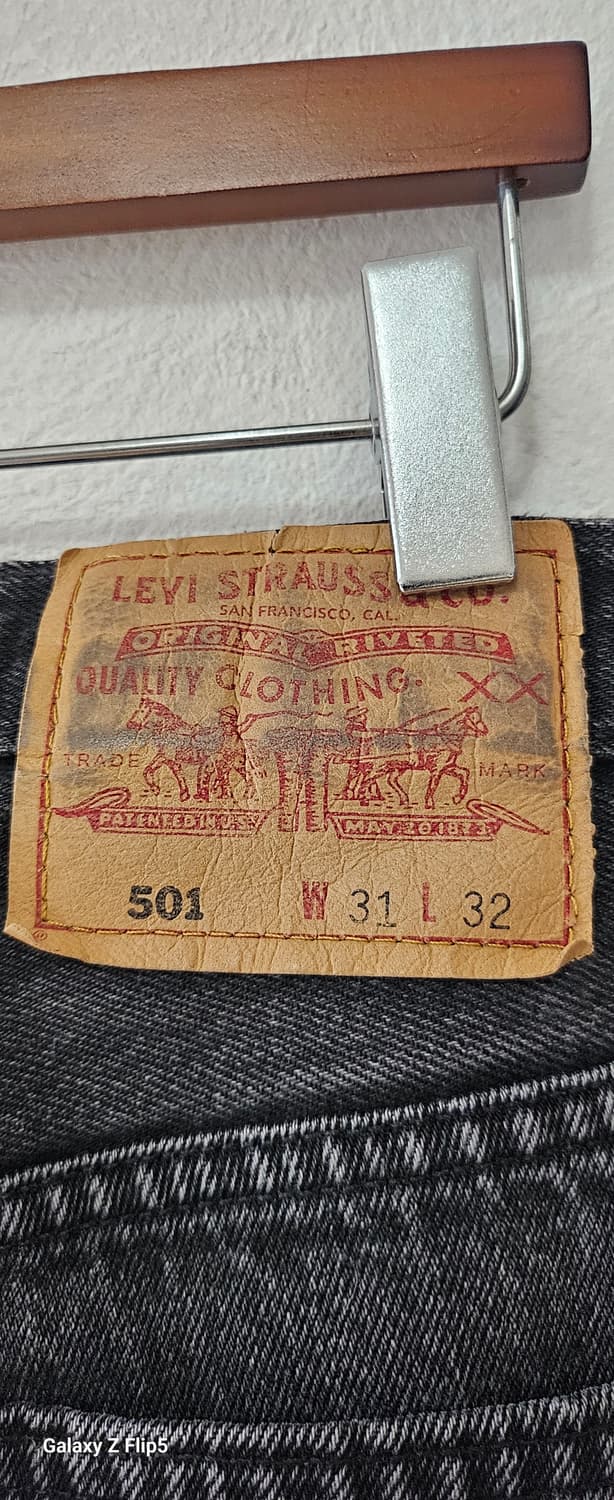 LEVI STRAUSS & CO.
SAN FRANCISCO, CAL.
ORIGINAL RIVETED
QUALITY CLOTHING. XX
TRADE MARK
PATENTED IN U.S. MAY 20 1873
501 W 31 L 32
®
Galaxy Z Flip5